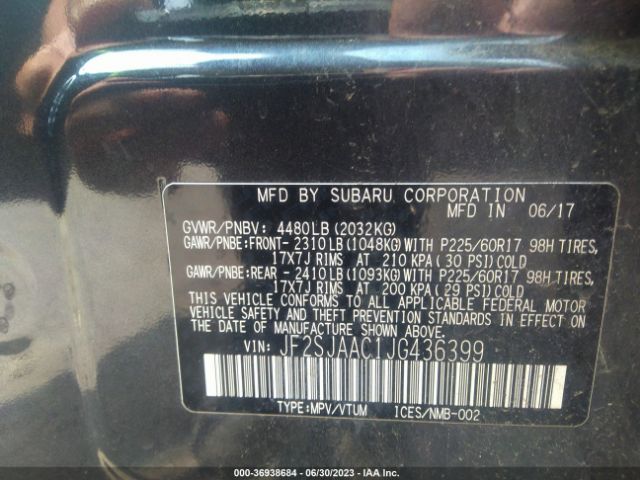 MFD BY SUBARU CORPORATION
MFD IN 06/17
GVWR/PNBV: 4480LB (2032KG)
GAWR/PNBE:FRONT- 2310LB (1048KG) WITH P225/60R17 98H TIRES,
17X7J RIMS AT 210 KPA ( 30 PSI) COLD
GAWR/PNBE:REAR - 2410LB (1093KG) WITH P225/60R17 98H TIRES,
17X7J RIMS AT 200 KPA ( 29 PSI) COLD
THIS VEHICLE CONFORMS TO ALL APPLICABLE FEDERAL MOTOR
VEHICLE SAFETY AND THEFT PREVENTION STANDARDS IN EFFECT ON
THE DATE OF MANUFACTURE SHOWN ABOVE.
VIN: JF2SJAAC1JG436399
TYPE:MPV/VTUM ICES/NMB-002
000-36938684 - 06/30/2023 - IAA Inc.